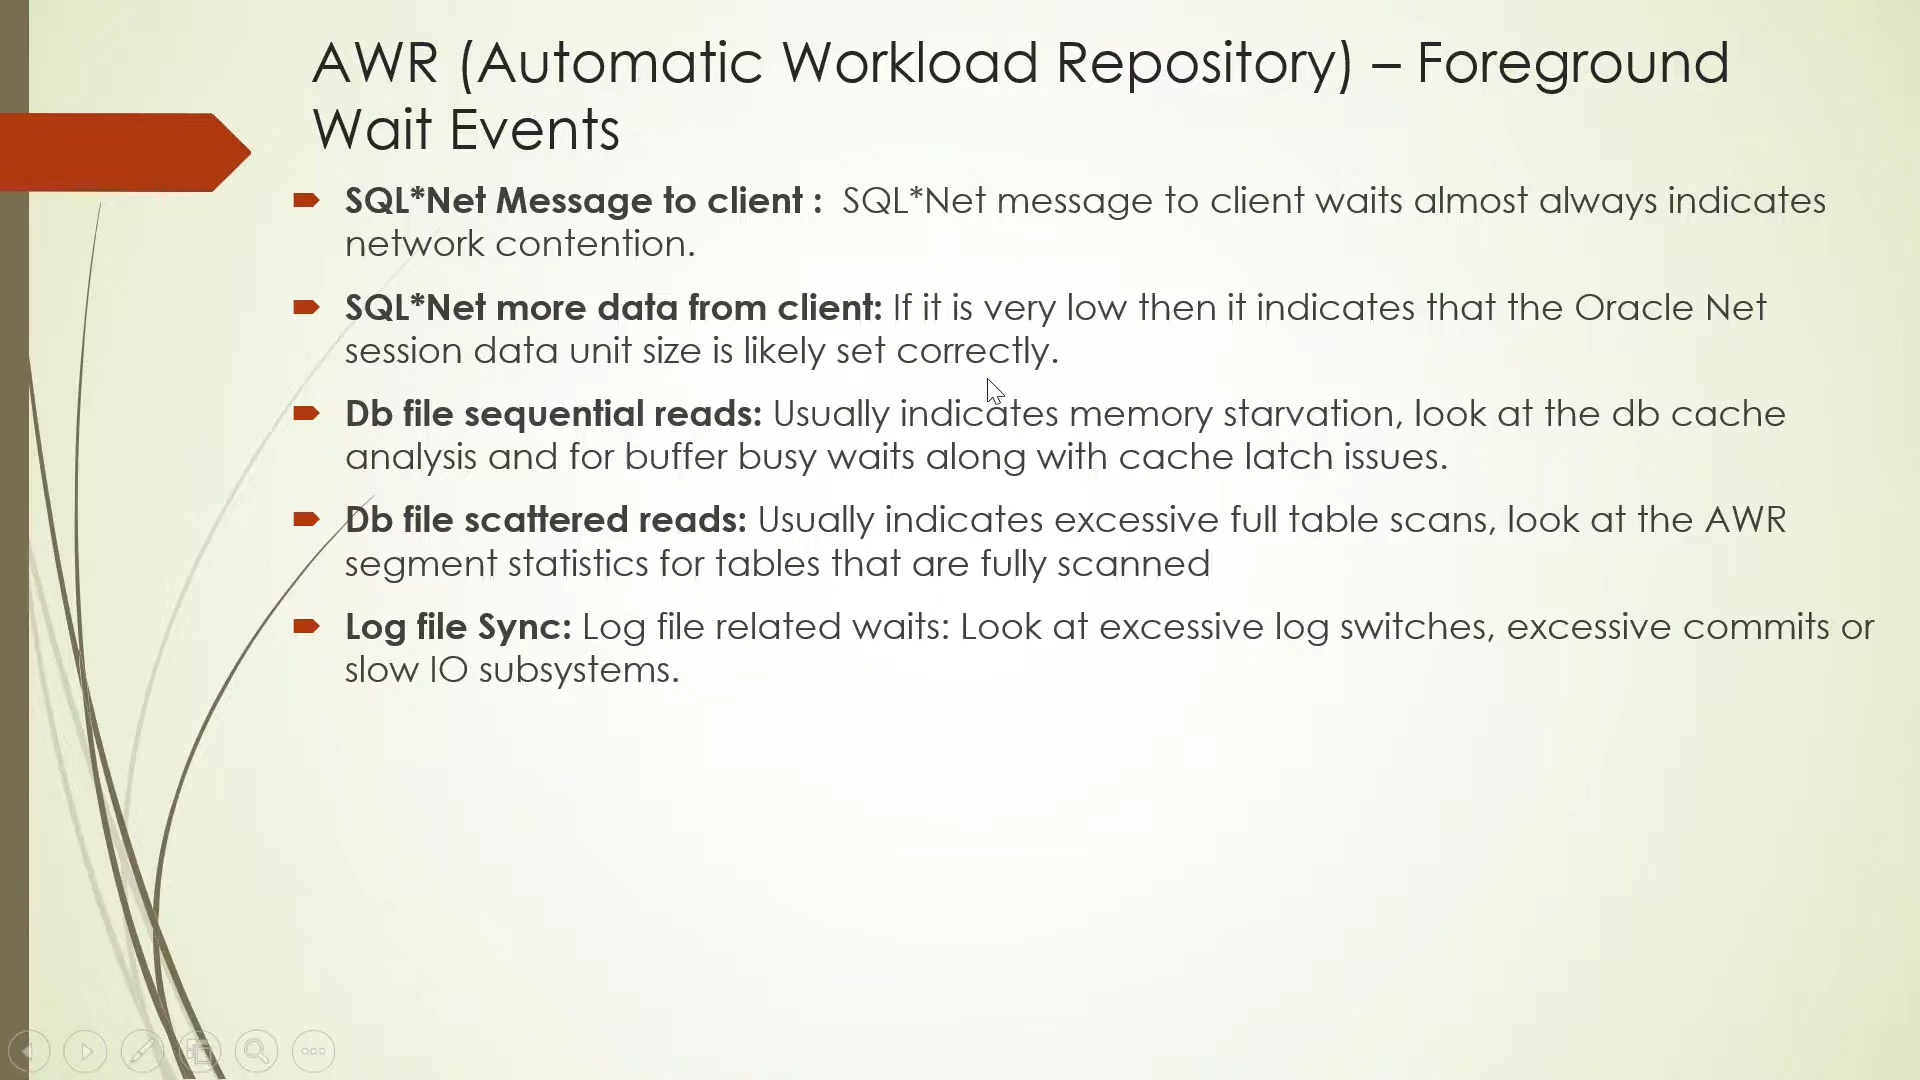 AWR (Automatic Workload Repository) – Foreground
Wait Events
SQL*Net Message to client :  SQL*Net message to client waits almost always indicates
network contention.
SQL*Net more data from client: If it is very low then it indicates that the Oracle Net
session data unit size is likely set correctly.
Db file sequential reads: Usually indicates memory starvation, look at the db cache
analysis and for buffer busy waits along with cache latch issues.
Db file scattered reads: Usually indicates excessive full table scans, look at the AWR
segment statistics for tables that are fully scanned
Log file Sync: Log file related waits: Look at excessive log switches, excessive commits or
slow IO subsystems.